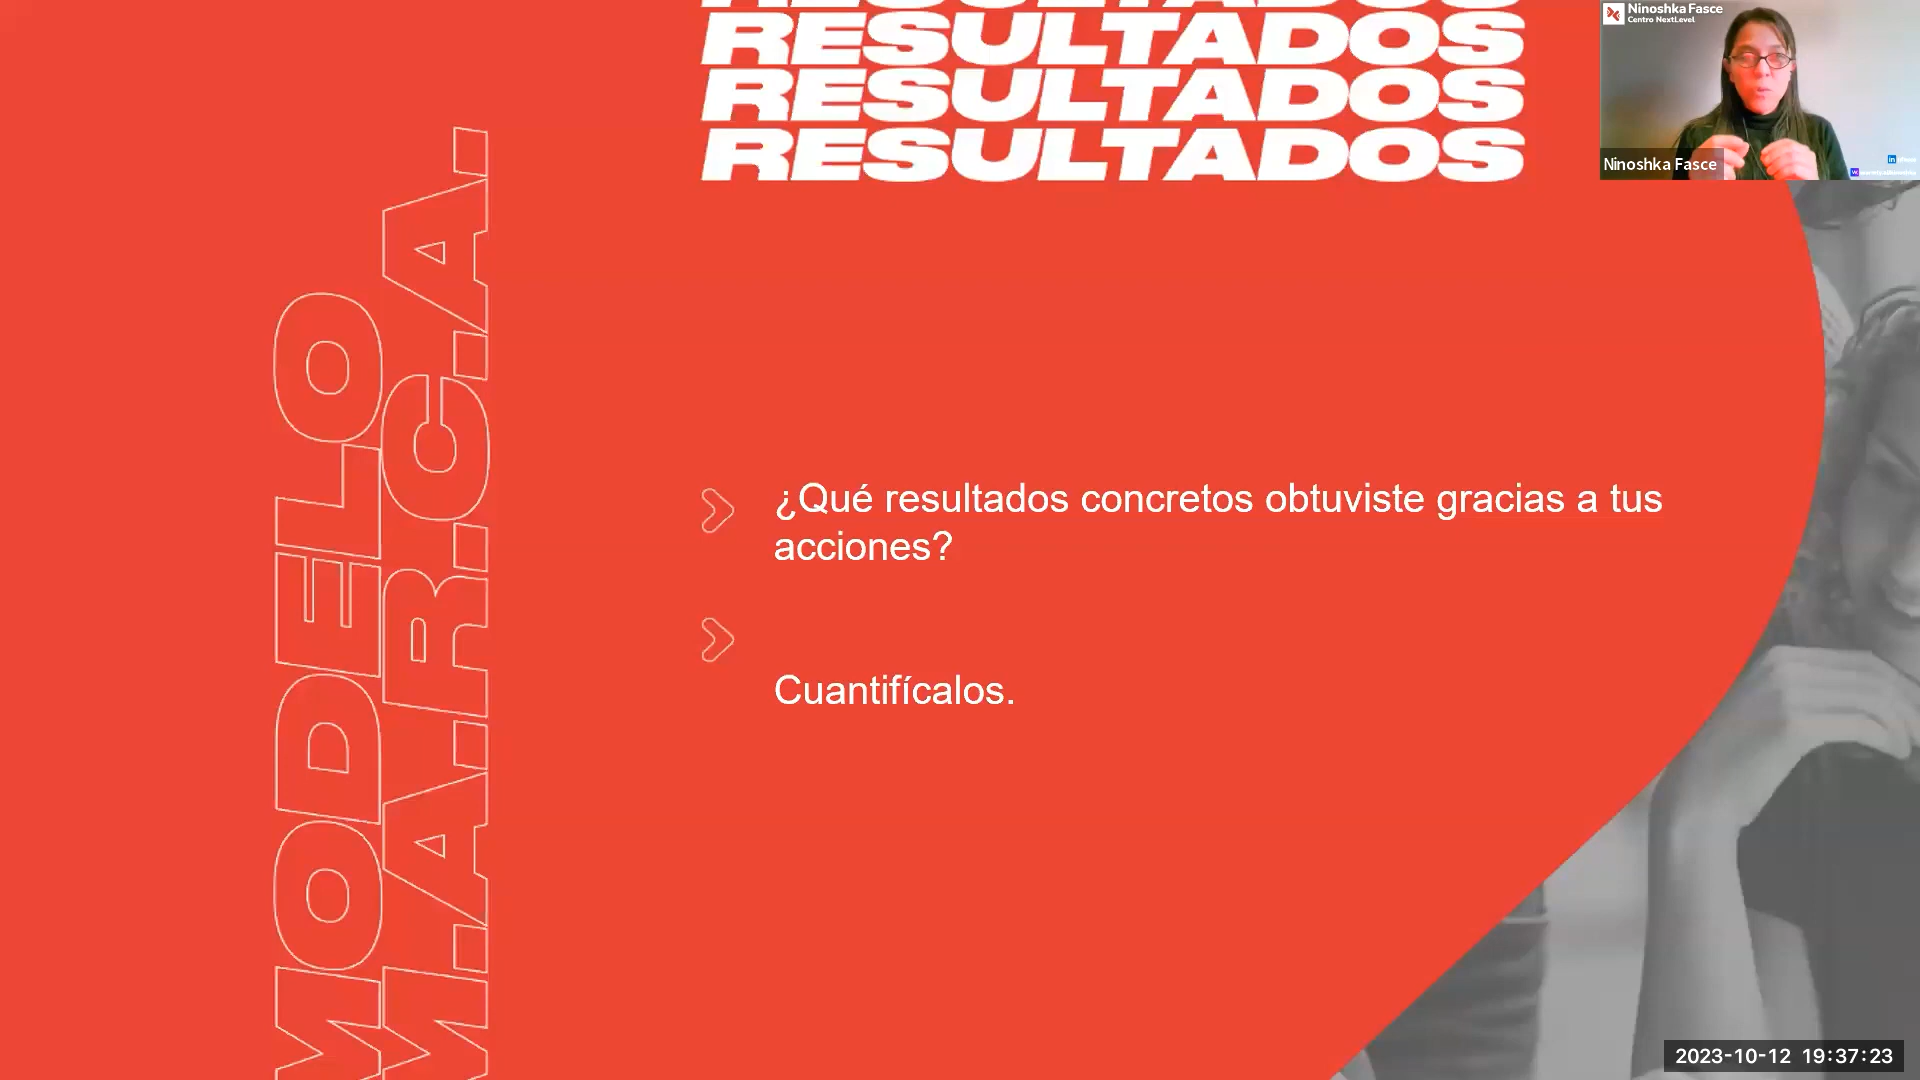 RESULTADOS
RESULTADOS
RESULTADOS
RESULTADOS
Ninoshka Fasce
Centro NextLevel
Ninoshka Fasce
MODELO
M.A.R.C.A.
¿Qué resultados concretos obtuviste gracias a tus
acciones?
Cuantifícalos.
2023-10-12 19:37:23